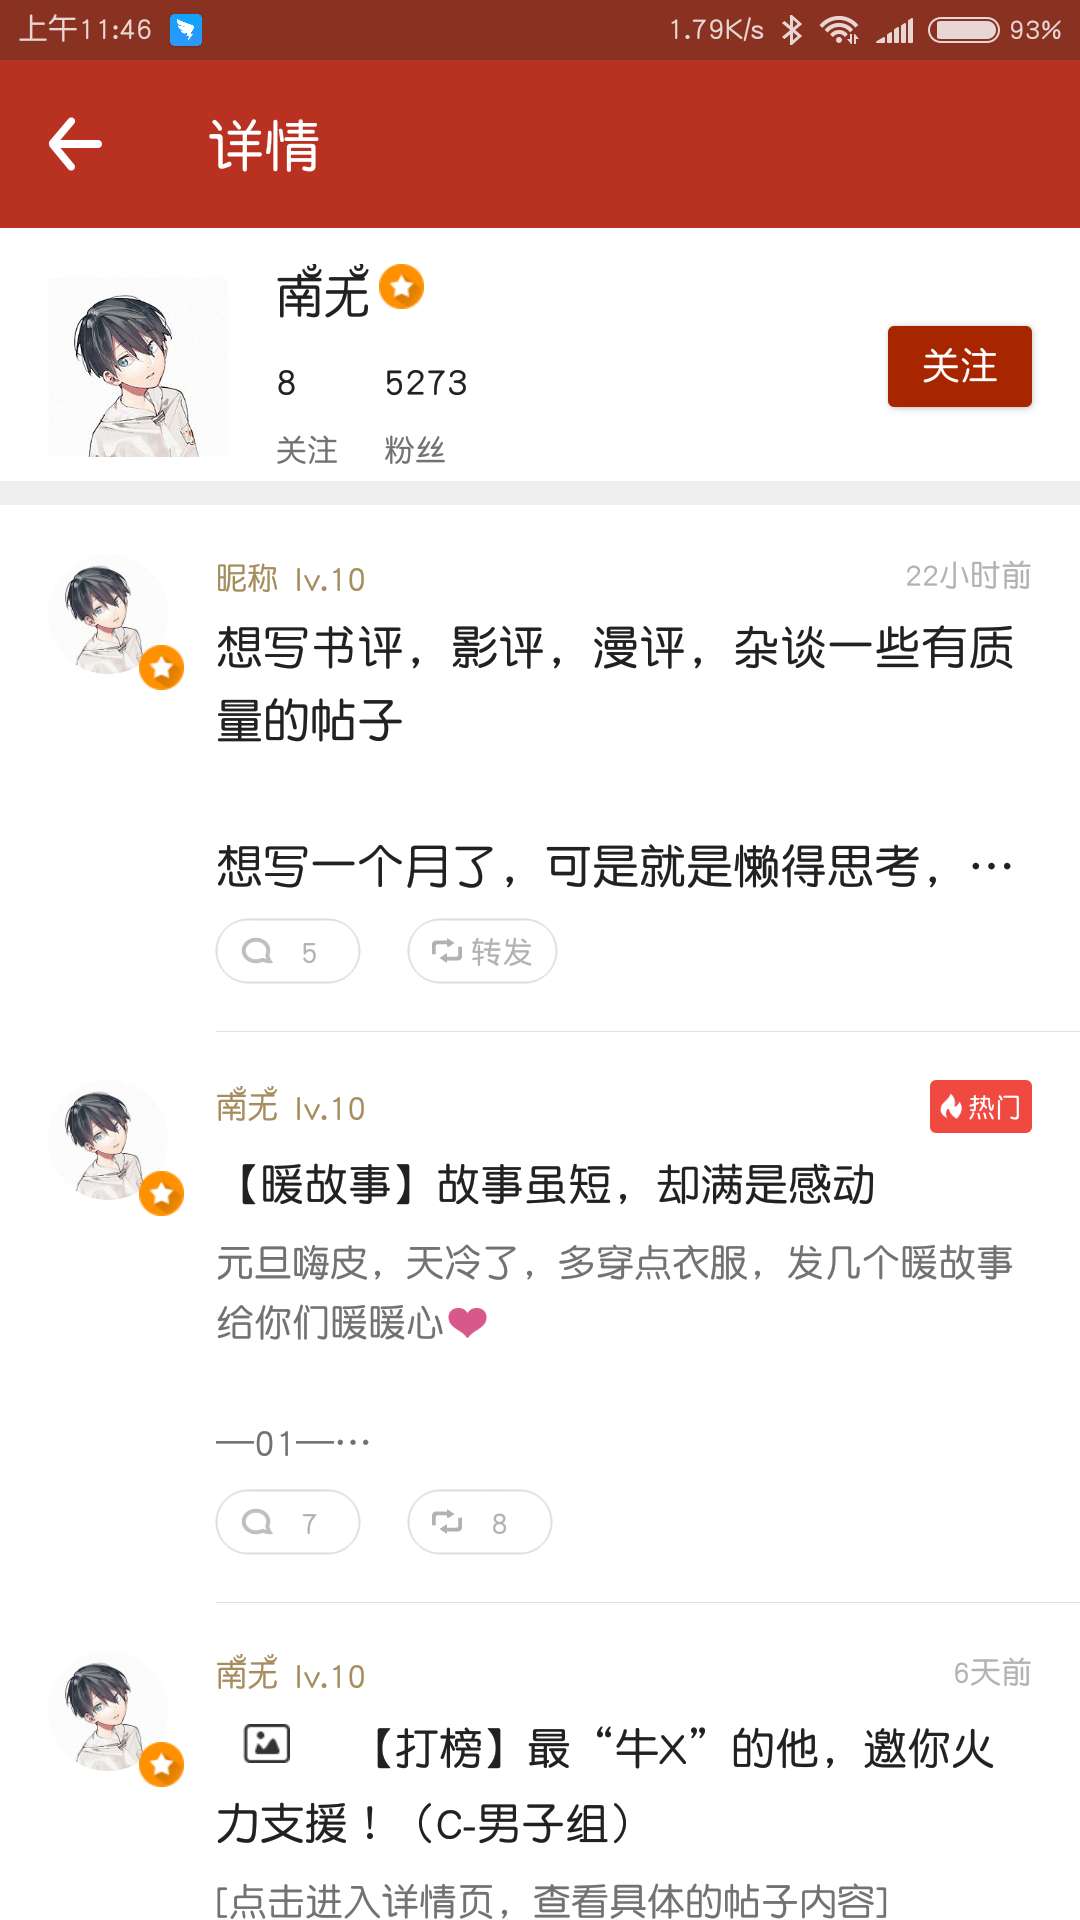 上午11:46 1.79K/s 93%
详情
南无
8 5273
关注 粉丝
关注
昵称 lv.10 22小时前
想写书评，影评，漫评，杂谈一些有质
量的帖子
想写一个月了，可是就是懒得思考，…
5 转发
南无 lv.10 热门
【暖故事】故事虽短，却满是感动
元旦嗨皮，天冷了，多穿点衣服，发几个暖故事
给你们暖暖心❤
—01—…
7 8
南无 lv.10 6天前
【打榜】最“牛X”的他，邀你火
力支援！（C-男子组）
[点击进入详情页，查看具体的帖子内容]